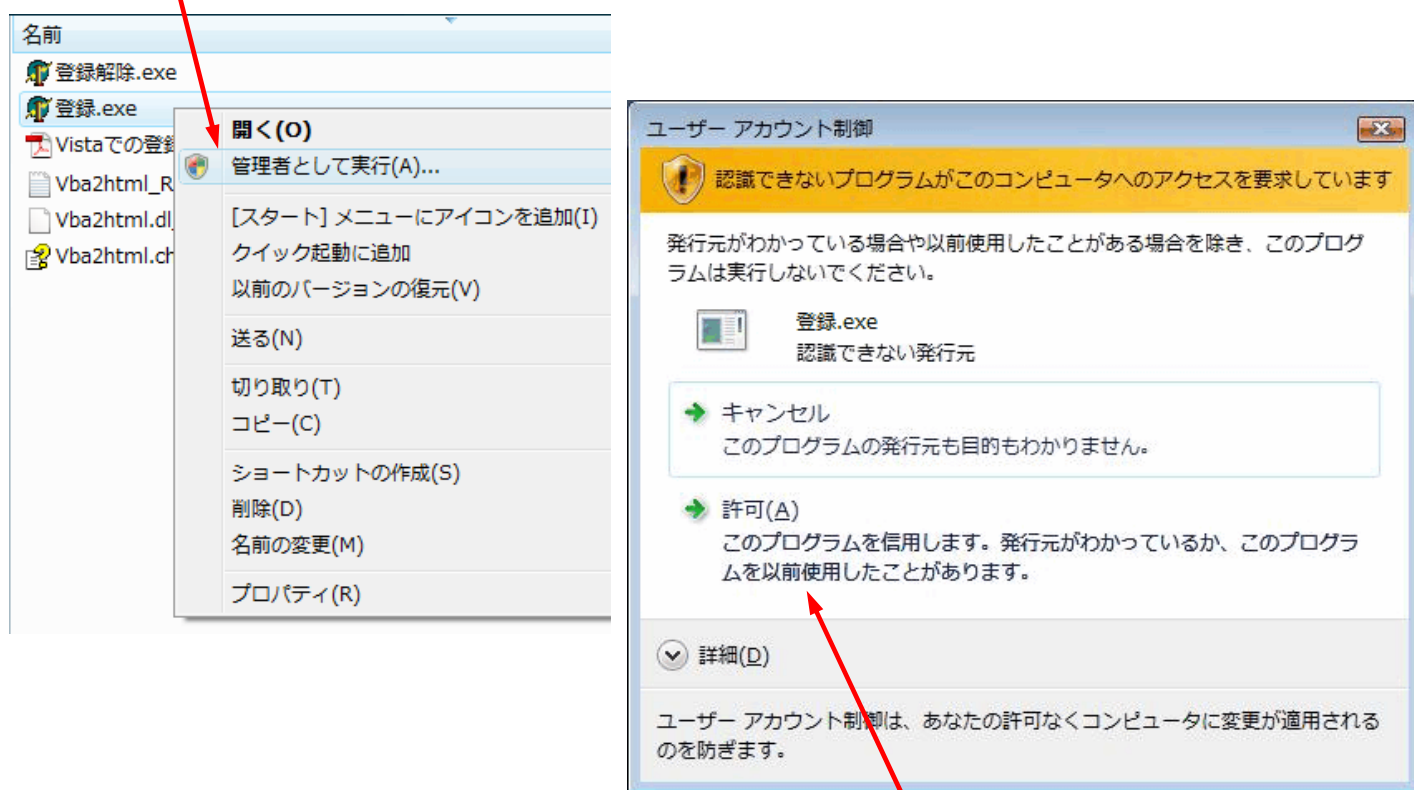 名前
登録解除.exe
登録.exe
Vistaでの登録
Vba2html_R
Vba2html.dl
Vba2html.ch
開く(O)
管理者として実行(A)...
[スタート] メニューにアイコンを追加(I)
クイック起動に追加
以前のバージョンの復元(V)
送る(N)
切り取り(T)
コピー(C)
ショートカットの作成(S)
削除(D)
名前の変更(M)
プロパティ(R)
ユーザー アカウント制御
認識できないプログラムがこのコンピュータへのアクセスを要求しています
発行元がわかっている場合や以前使用したことがある場合を除き、このプログ
ラムは実行しないでください。
登録.exe
認識できない発行元
キャンセル
このプログラムの発行元も目的もわかりません。
許可(A)
このプログラムを信用します。発行元がわかっているか、このプログラ
ムを以前使用したことがあります。
詳細(D)
ユーザー アカウント制御は、あなたの許可なくコンピュータに変更が適用される
のを防ぎます。